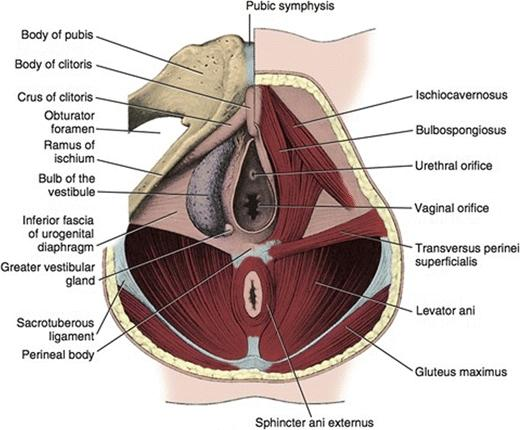 Pubic symphysis
Body of pubis
Body of clitoris
Crus of clitoris
Obturator
foramen
Ramus of
ischium
Bulb of the
vestibule
Inferior fascia
of urogenital
diaphragm
Greater vestibular
gland
Sacrotuberous
ligament
Perineal body
Ischiocavernosus
Bulbospongiosus
Urethral orifice
Vaginal orifice
Transversus perinei
superficialis
Levator ani
Gluteus maximus
Sphincter ani externus